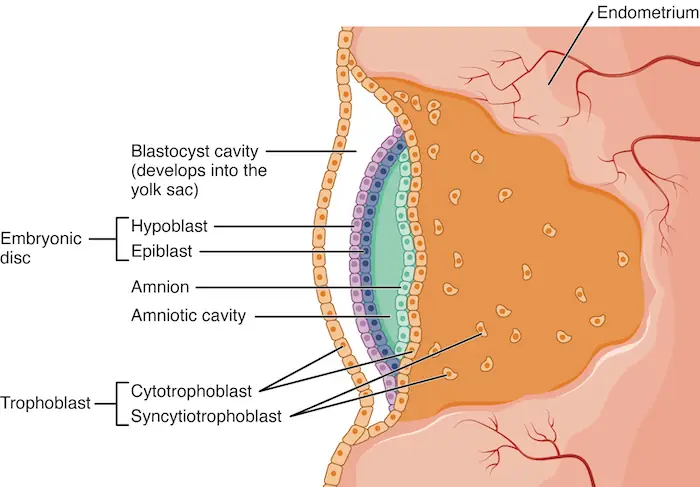 Endometrium
Blastocyst cavity
(develops into the
yolk sac)
Embryonic
disc
Hypoblast
Epiblast
Amnion
Amniotic cavity
Trophoblast
Cytotrophoblast
Syncytiotrophoblast